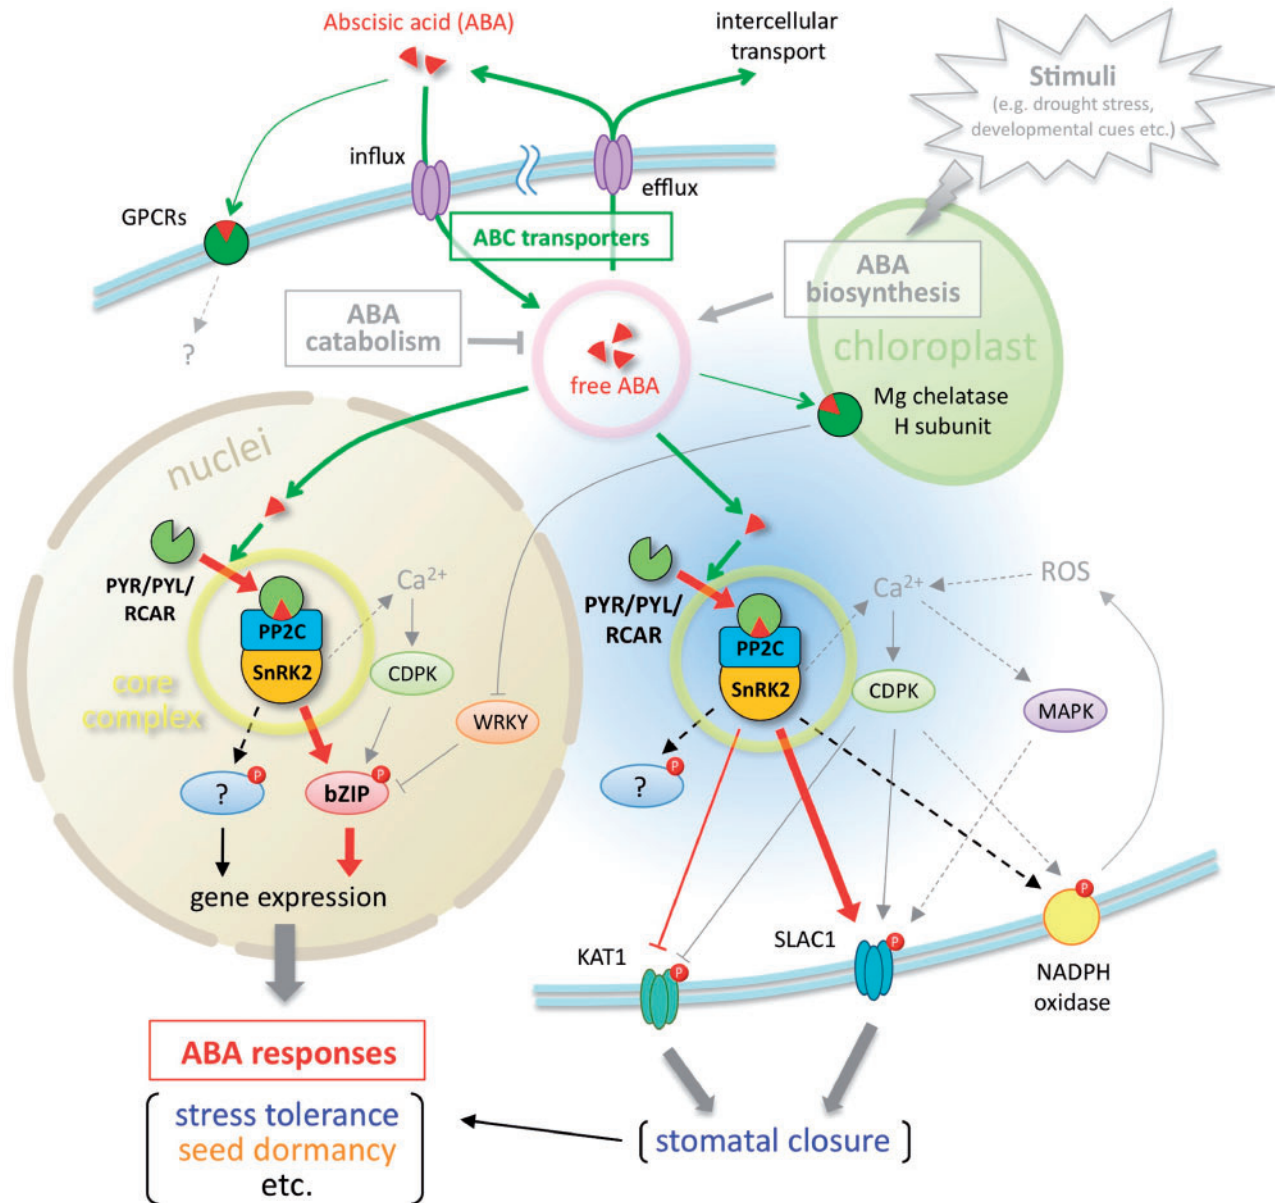 Abscisic acid (ABA)
intercellular
transport
Stimuli
(e.g. drought stress,
developmental cues etc.)
influx
efflux
GPCRs
ABC transporters
?
ABA
catabolism
ABA
biosynthesis
chloroplast
free ABA
Mg chelatase
H subunit
nuclei
PYR/PYL/
RCAR
PP2C
SnRK2
core
complex
Ca2+
CDPK
WRKY
?
P
bZIP
P
gene expression
PYR/PYL/
RCAR
PP2C
SnRK2
Ca2+
ROS
CDPK
MAPK
?
P
KAT1
P
SLAC1
P
P
NADPH
oxidase
ABA responses
stress tolerance
seed dormancy
etc.
stomatal closure